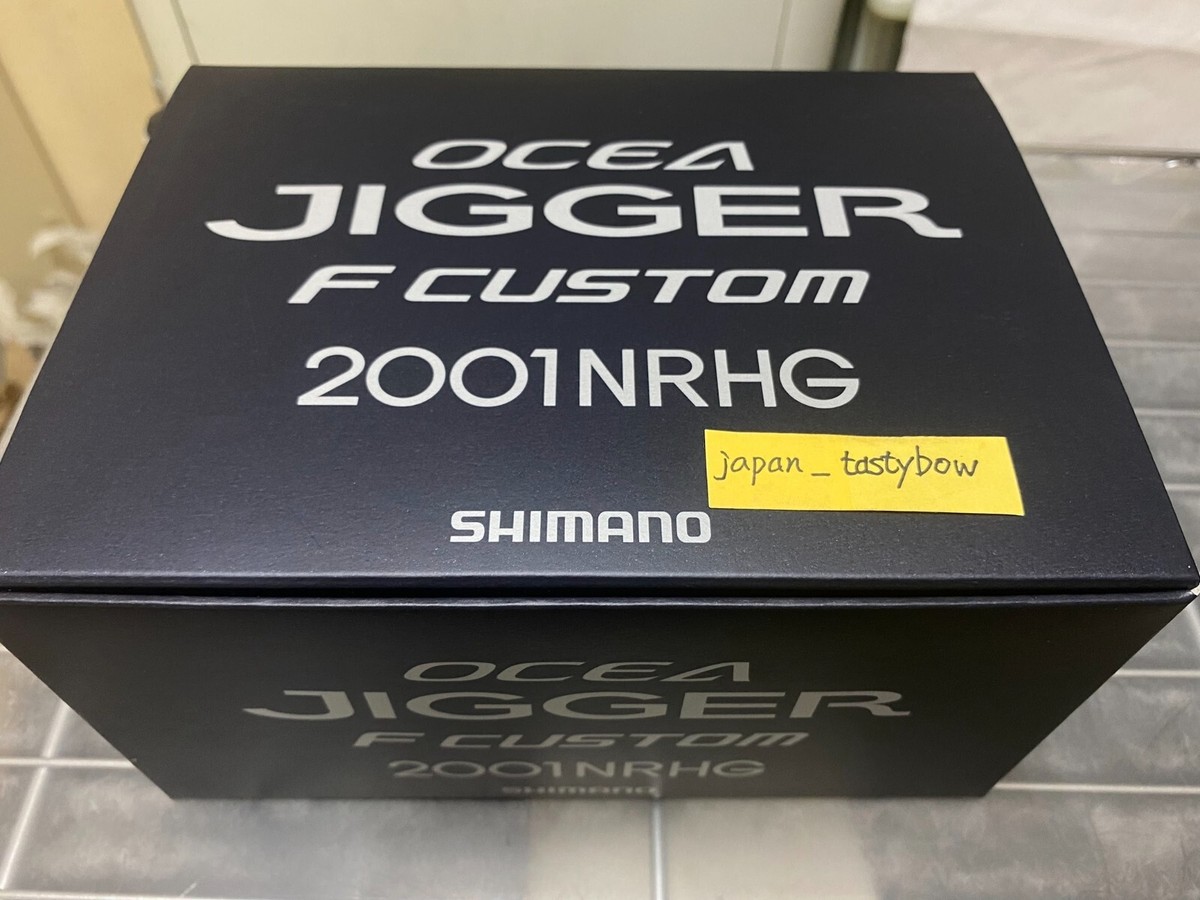 OCEA
JIGGER
F CUSTOM
2001NRHG
japan_tastybow
SHIMANO
OCEA
JIGGER
F CUSTOM
2001NRHG
SHIMANO